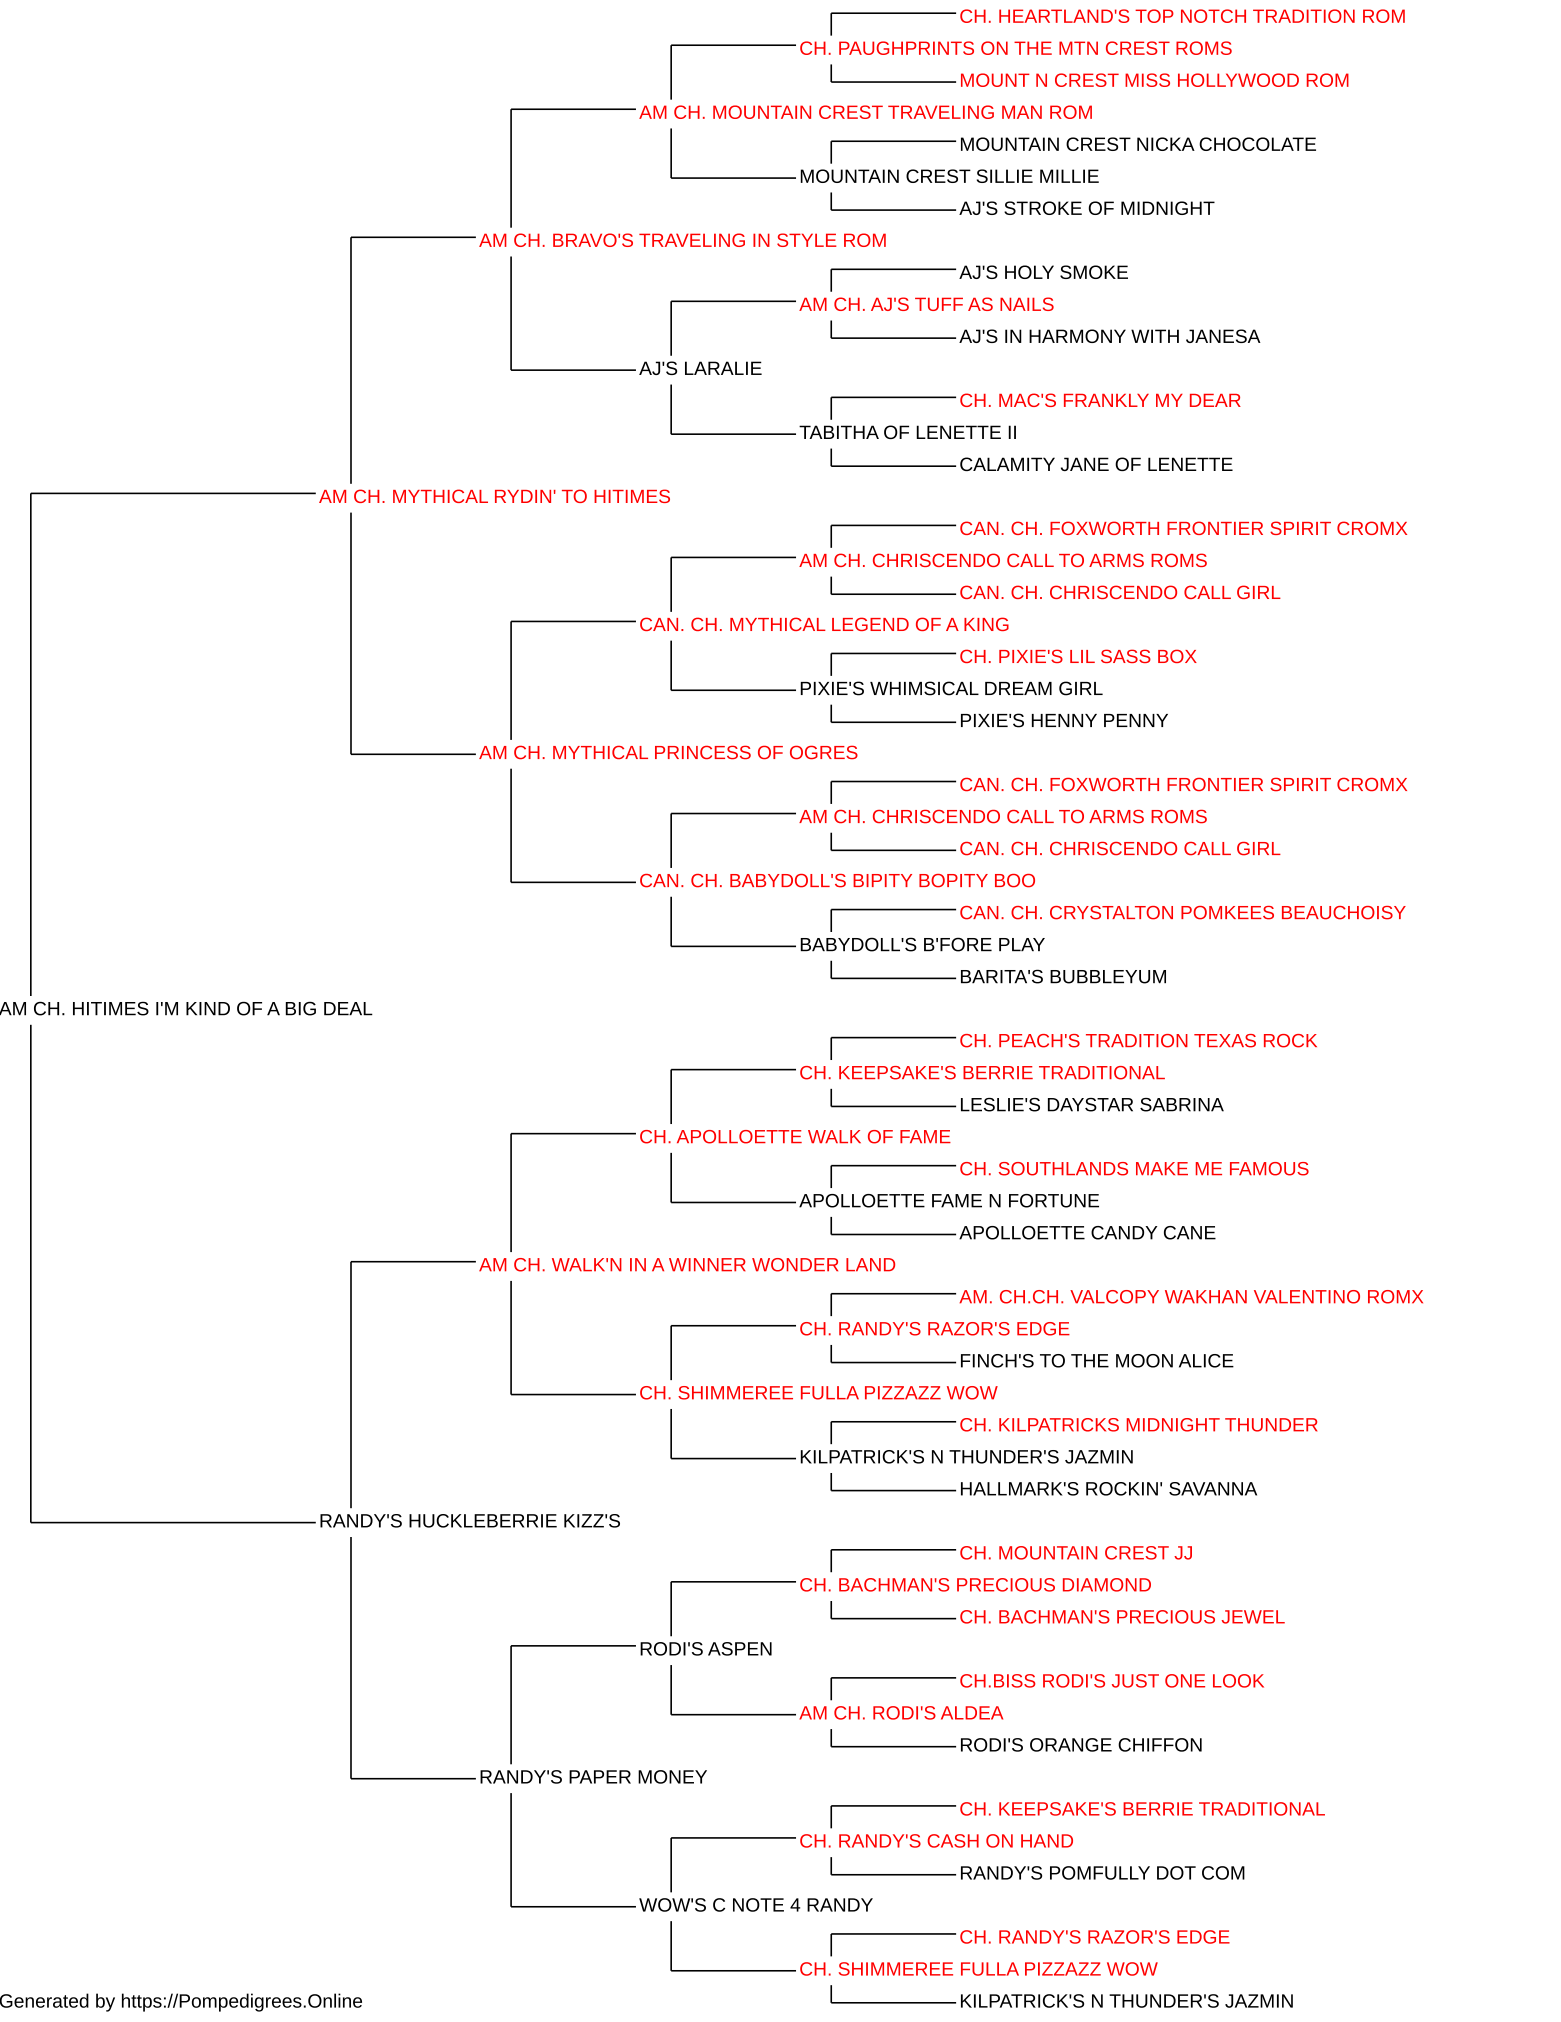 CH. HEARTLAND'S TOP NOTCH TRADITION ROM
CH. PAUGHPRINTS ON THE MTN CREST ROMS
MOUNT N CREST MISS HOLLYWOOD ROM
AM CH. MOUNTAIN CREST TRAVELING MAN ROM
MOUNTAIN CREST NICKA CHOCOLATE
MOUNTAIN CREST SILLIE MILLIE
AJ'S STROKE OF MIDNIGHT
AM CH. BRAVO'S TRAVELING IN STYLE ROM
AJ'S HOLY SMOKE
AM CH. AJ'S TUFF AS NAILS
AJ'S IN HARMONY WITH JANESA
AJ'S LARALIE
CH. MAC'S FRANKLY MY DEAR
TABITHA OF LENETTE II
CALAMITY JANE OF LENETTE
AM CH. MYTHICAL RYDIN' TO HITIMES
CAN. CH. FOXWORTH FRONTIER SPIRIT CROMX
AM CH. CHRISCENDO CALL TO ARMS ROMS
CAN. CH. CHRISCENDO CALL GIRL
CAN. CH. MYTHICAL LEGEND OF A KING
CH. PIXIE'S LIL SASS BOX
PIXIE'S WHIMSICAL DREAM GIRL
PIXIE'S HENNY PENNY
AM CH. MYTHICAL PRINCESS OF OGRES
CAN. CH. FOXWORTH FRONTIER SPIRIT CROMX
AM CH. CHRISCENDO CALL TO ARMS ROMS
CAN. CH. CHRISCENDO CALL GIRL
CAN. CH. BABYDOLL'S BIPITY BOPITY BOO
CAN. CH. CRYSTALTON POMKEES BEAUCHOISY
BABYDOLL'S B'FORE PLAY
BARITA'S BUBBLEYUM
AM CH. HITIMES I'M KIND OF A BIG DEAL
CH. PEACH'S TRADITION TEXAS ROCK
CH. KEEPSAKE'S BERRIE TRADITIONAL
LESLIE'S DAYSTAR SABRINA
CH. APOLLOETTE WALK OF FAME
CH. SOUTHLANDS MAKE ME FAMOUS
APOLLOETTE FAME N FORTUNE
APOLLOETTE CANDY CANE
AM CH. WALK'N IN A WINNER WONDER LAND
AM. CH.CH. VALCOPY WAKHAN VALENTINO ROMX
CH. RANDY'S RAZOR'S EDGE
FINCH'S TO THE MOON ALICE
CH. SHIMMEREE FULLA PIZZAZZ WOW
CH. KILPATRICKS MIDNIGHT THUNDER
KILPATRICK'S N THUNDER'S JAZMIN
HALLMARK'S ROCKIN' SAVANNA
RANDY'S HUCKLEBERRIE KIZZ'S
CH. MOUNTAIN CREST JJ
CH. BACHMAN'S PRECIOUS DIAMOND
CH. BACHMAN'S PRECIOUS JEWEL
RODI'S ASPEN
CH.BISS RODI'S JUST ONE LOOK
AM CH. RODI'S ALDEA
RODI'S ORANGE CHIFFON
RANDY'S PAPER MONEY
CH. KEEPSAKE'S BERRIE TRADITIONAL
CH. RANDY'S CASH ON HAND
RANDY'S POMFULLY DOT COM
WOW'S C NOTE 4 RANDY
CH. RANDY'S RAZOR'S EDGE
CH. SHIMMEREE FULLA PIZZAZZ WOW
KILPATRICK'S N THUNDER'S JAZMIN
Generated by https://Pompedigrees.Online